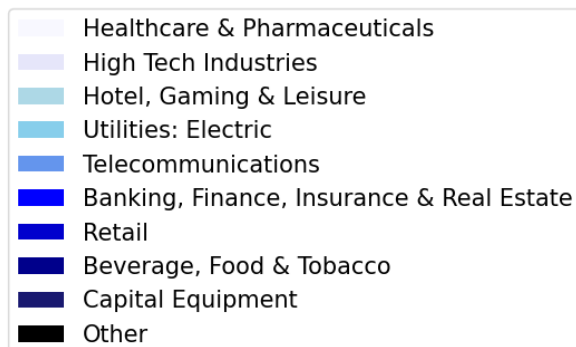 Healthcare & Pharmaceuticals
High Tech Industries
Hotel, Gaming & Leisure
Utilities: Electric
Telecommunications
Banking, Finance, Insurance & Real Estate
Retail
Beverage, Food & Tobacco
Capital Equipment
Other